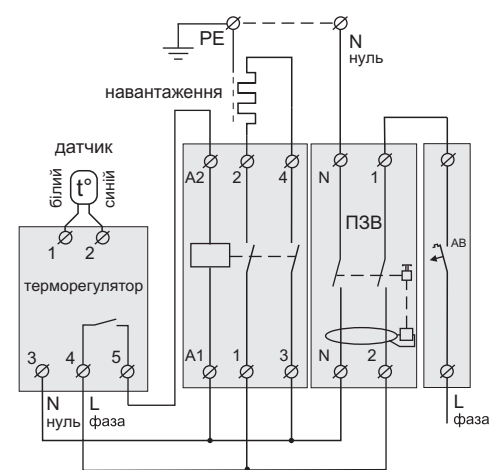 PE
N
нуль
навантаження
датчик
білий
t°
синій
A2
2
4
N
1
1
2
ПЗВ
АВ
терморегулятор
3
4
5
A1
1
3
N
2
N
нуль
L
фаза
L
фаза